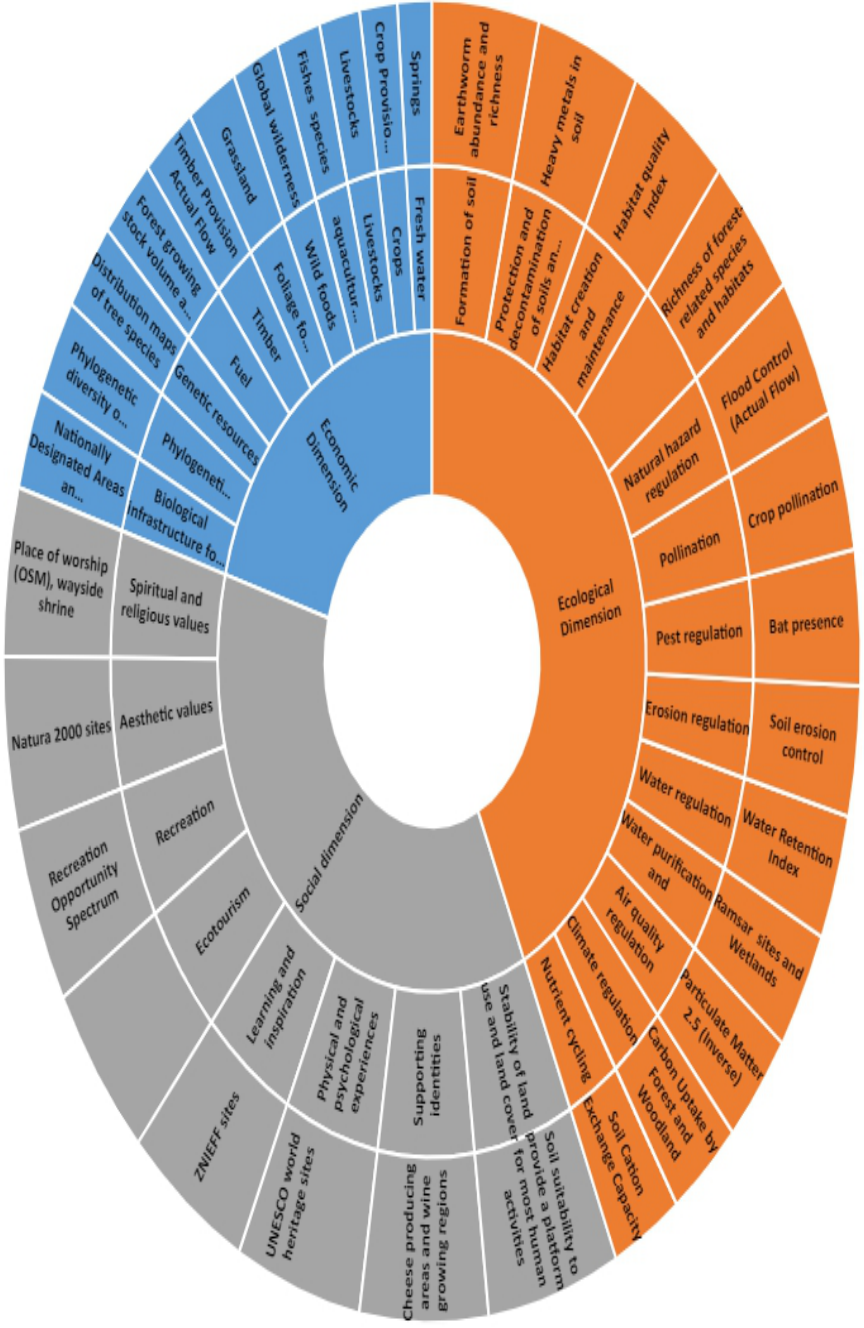 Ecological
Dimension
Formation of soil
Earthworm
abundance and
richness
Protection and
decontamination
of soils an...
Heavy metals in
soil
Habitat creation
and
maintenance
Habitat quality
Index
Richness of forest-
related species
and habitats
Natural hazard
regulation
Flood Control
(Actual Flow)
Pollination
Crop pollination
Pest regulation
Bat presence
Erosion regulation
Soil erosion
control
Water regulation
Water Retention
Index
Water purification
and
Ramsar sites and
Wetlands
Air quality
regulation
Particulate Matter
2.5 (Inverse)
Climate regulation
Carbon Uptake by
Forest and
Woodland
Nutrient cycling
Soil Cation
Exchange Capacity
Social dimension
Stability of land
use and land cover
Soil suitability to
provide a platform
for most human
activities
Supporting
identities
Cheese producing
areas and wine
growing regions
Physical and
psychological
experiences
UNESCO world
heritage sites
Learning and
inspiration
ZNIEFF sites
Ecotourism
Recreation
Recreation
Opportunity
Spectrum
Aesthetic values
Natura 2000 sites
Spiritual and
religious values
Place of worship
(OSM), wayside
shrine
Economic
Dimension
Biological
infrastructure fo...
Nationally
Designated Areas
an...
Phylogeneti...
Phylogenetic
diversity o...
Genetic resources
Distribution maps
of tree species
Fuel
Forest growing
stock volume a...
Timber
Timber Provision
Actual Flow
Foliage fo...
Grassland
Wild foods
Global wilderness
aquacultur...
Fishes species
Livestocks
Livestocks
Crops
Crop Provisio...
Fresh water
Springs